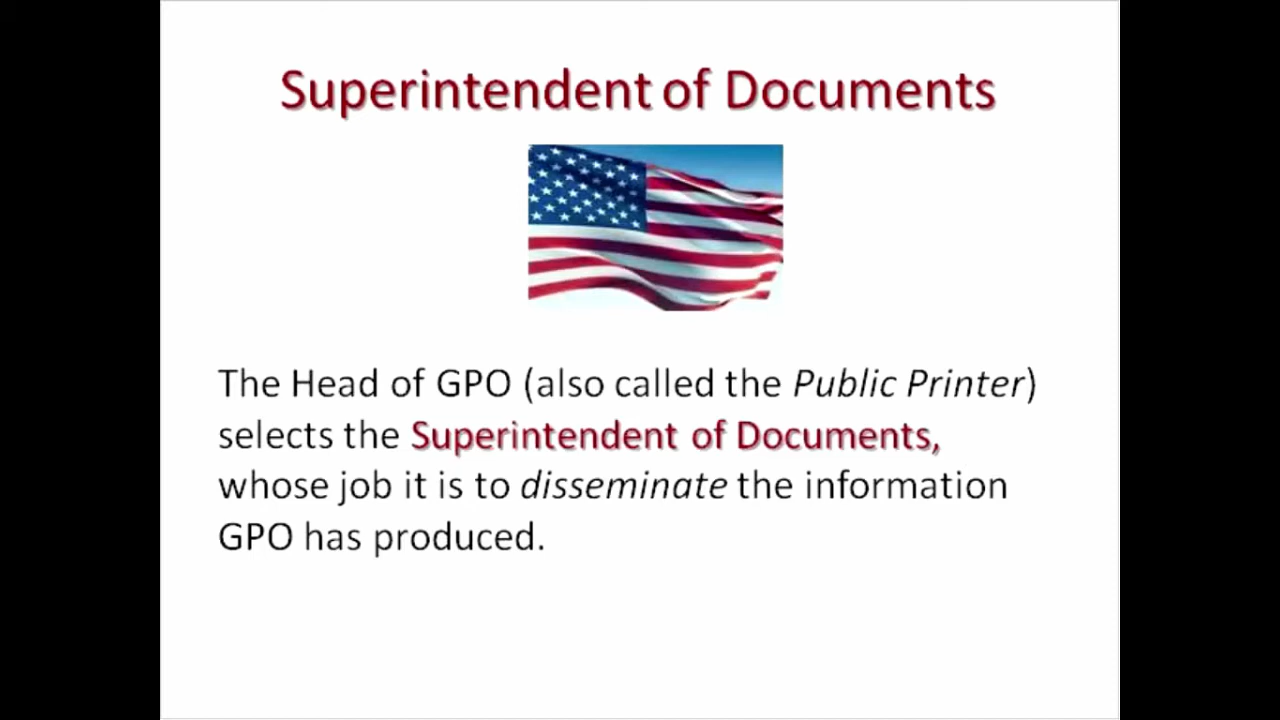 Superintendent of Documents
The Head of GPO (also called the Public Printer)
selects the Superintendent of Documents,
whose job it is to disseminate the information
GPO has produced.